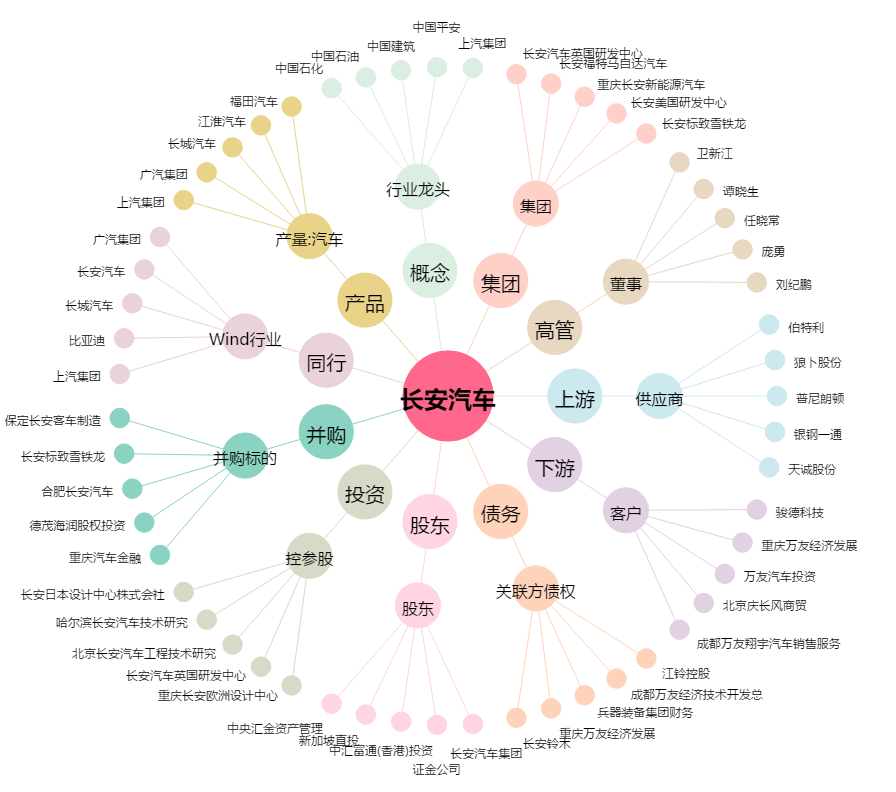 中国平安
上汽集团
中国建筑
中国石油
中国石化
长安汽车英国研发中心
长安福特马自达汽车
重庆长安新能源汽车
长安美国研发中心
长安标致雪铁龙
福田汽车
江淮汽车
长城汽车
广汽集团
上汽集团
卫新江
谭晓生
任晓常
庞勇
刘纪鹏
行业龙头
集团
产量:汽车
概念
集团
董事
产品
高管
广汽集团
长安汽车
长城汽车
比亚迪
上汽集团
Wind行业
同行
长安汽车
上游
供应商
伯特利
狼卜股份
普尼朗顿
银钢一通
天诚股份
保定长安客车制造
长安标致雪铁龙
合肥长安汽车
德茂海润股权投资
重庆汽车金融
并购标的
并购
下游
客户
骏德科技
重庆万友经济发展
万友汽车投资
北京庆长风商贸
成都万友翔宇汽车销售服务
投资
股东
债务
控参股
股东
关联方债权
长安日本设计中心株式会社
哈尔滨长安汽车技术研究
北京长安汽车工程技术研究
长安汽车英国研发中心
重庆长安欧洲设计中心
江铃控股
成都万友经济技术开发总
兵器装备集团财务
重庆万友经济发展
长安铃木
中央汇金资产管理
新加坡直投
中汇富通(香港)投资
证金公司
长安汽车集团